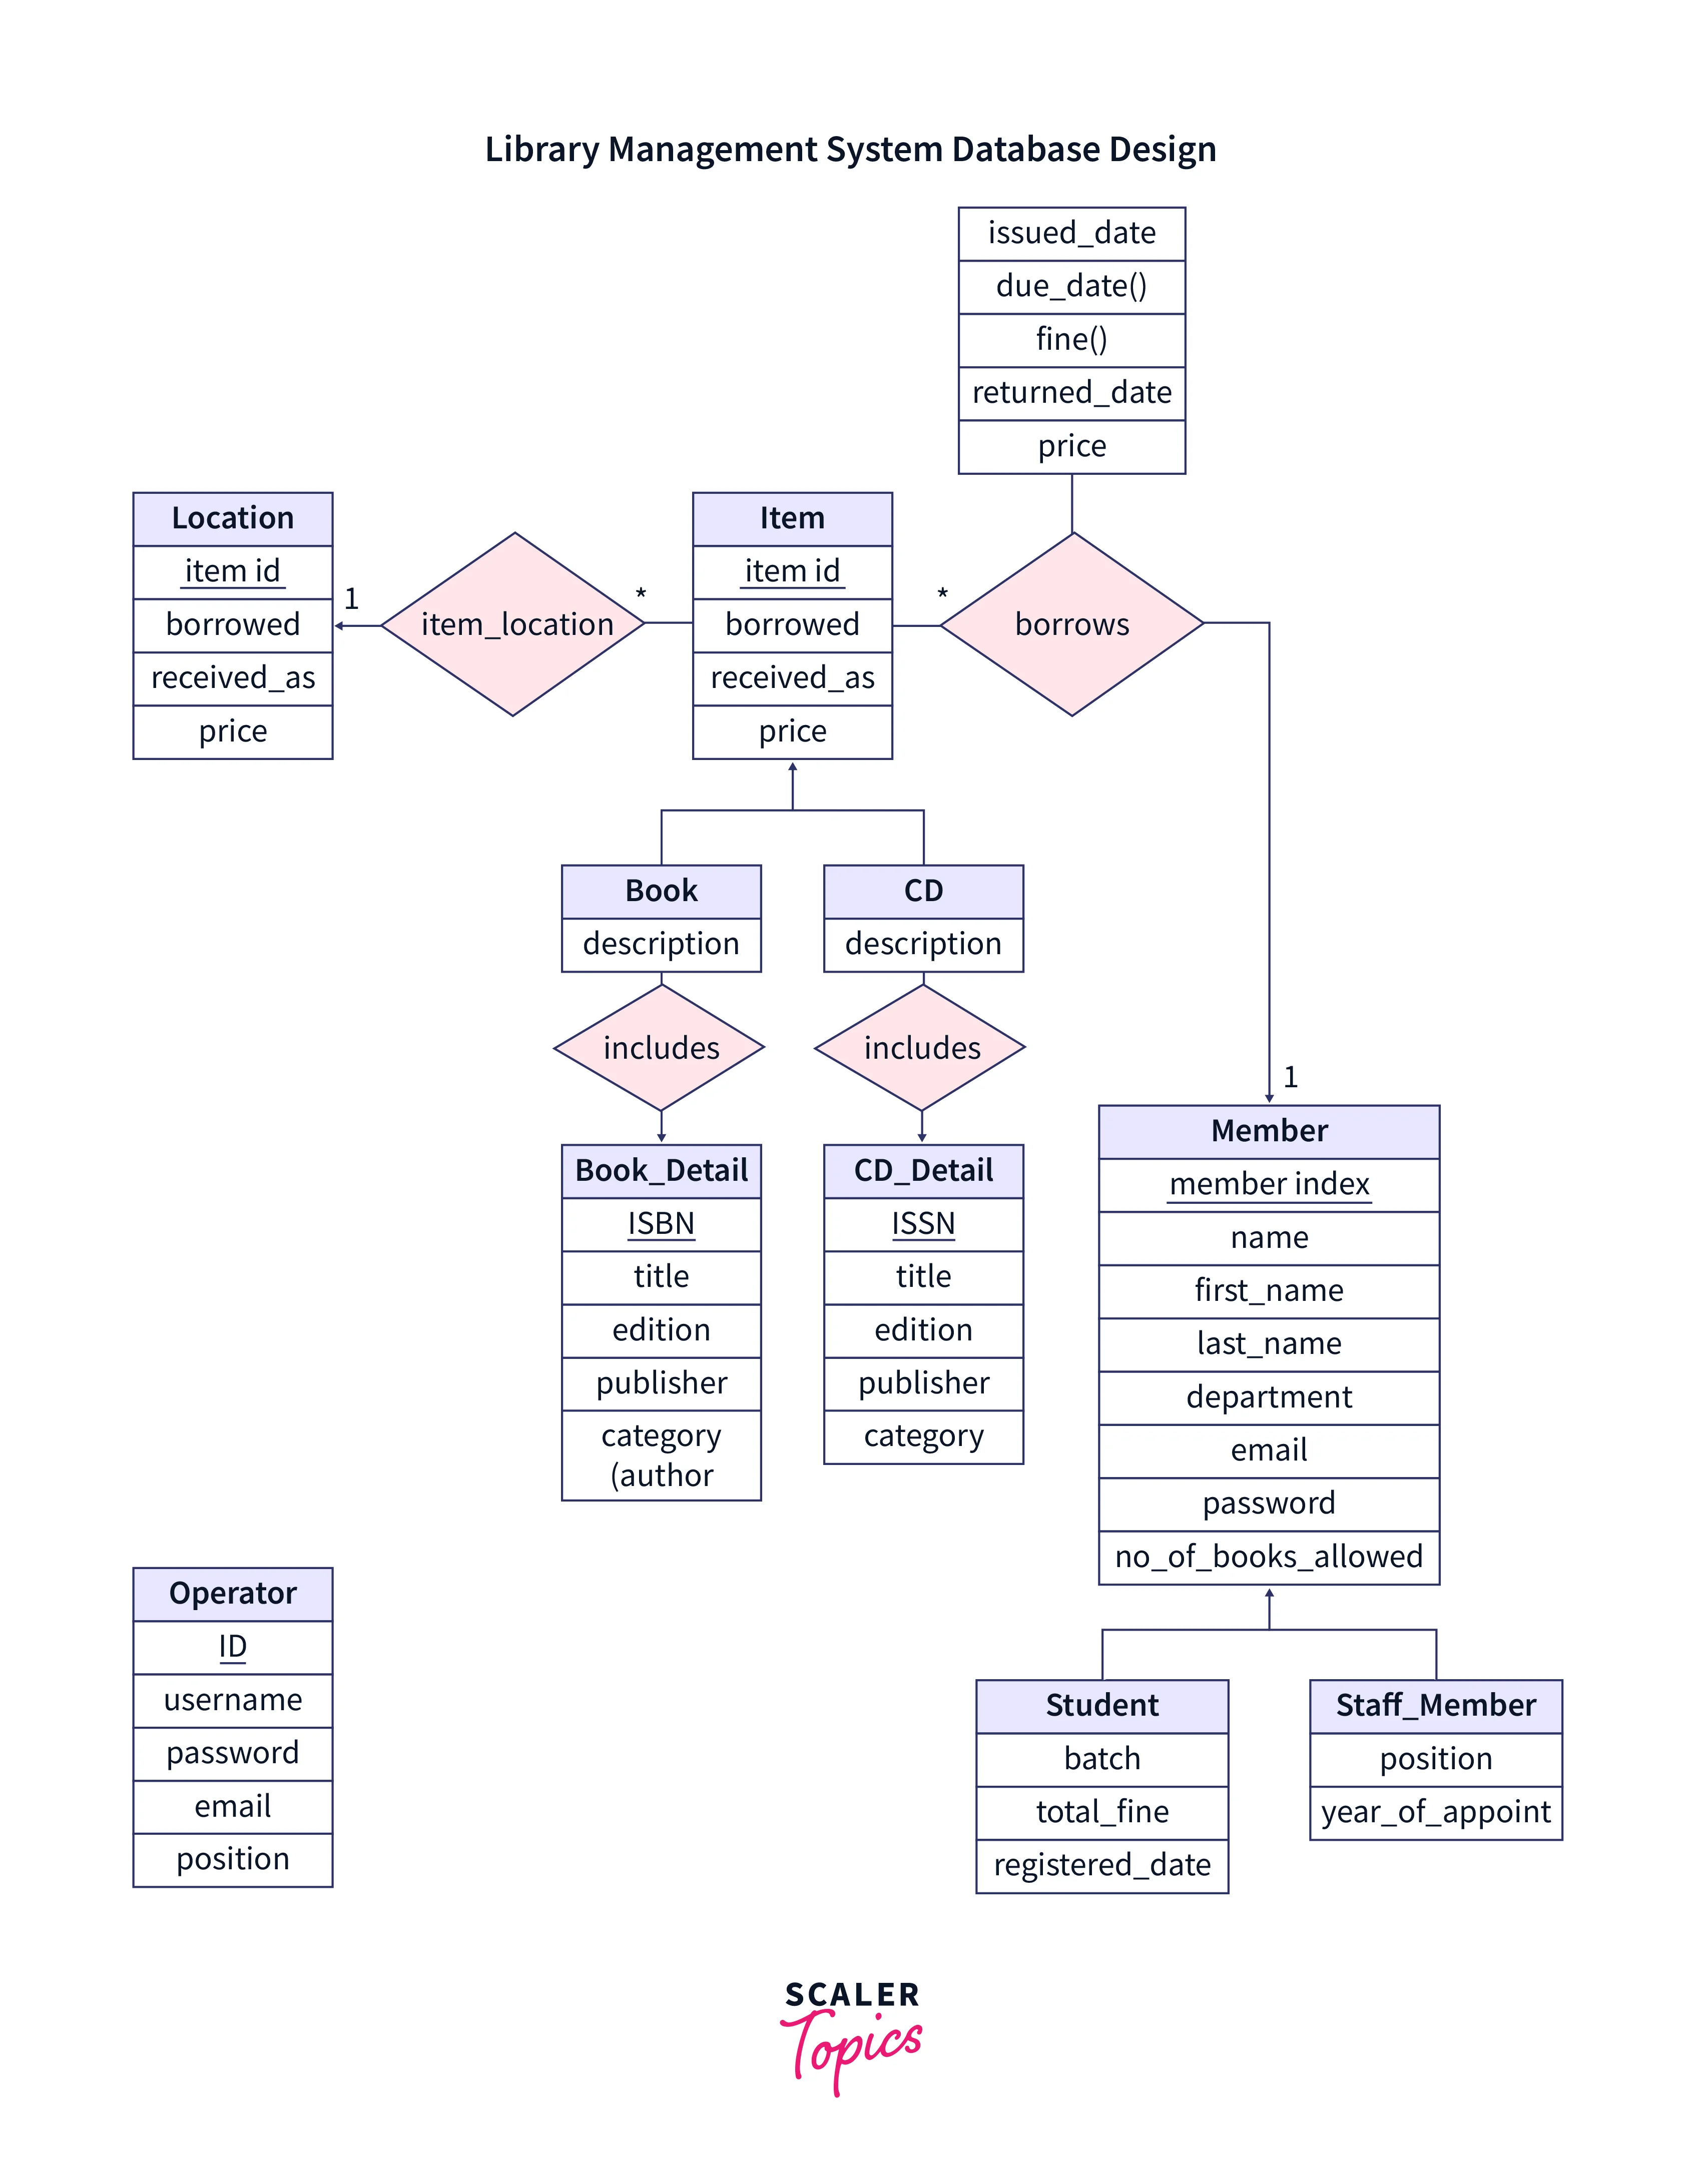 Library Management System Database Design
issued_date
due_date()
fine()
returned_date
price
Location
item id
borrowed
received_as
price
1
item_location
*
Item
item id
borrowed
received_as
price
*
borrows
Book
description
includes
CD
description
includes
Book_Detail
ISBN
title
edition
publisher
category
(author
CD_Detail
ISSN
title
edition
publisher
category
1
Member
member index
name
first_name
last_name
department
email
password
no_of_books_allowed
Operator
ID
username
password
email
position
Student
batch
total_fine
registered_date
Staff_Member
position
year_of_appoint
SCALER
Topics